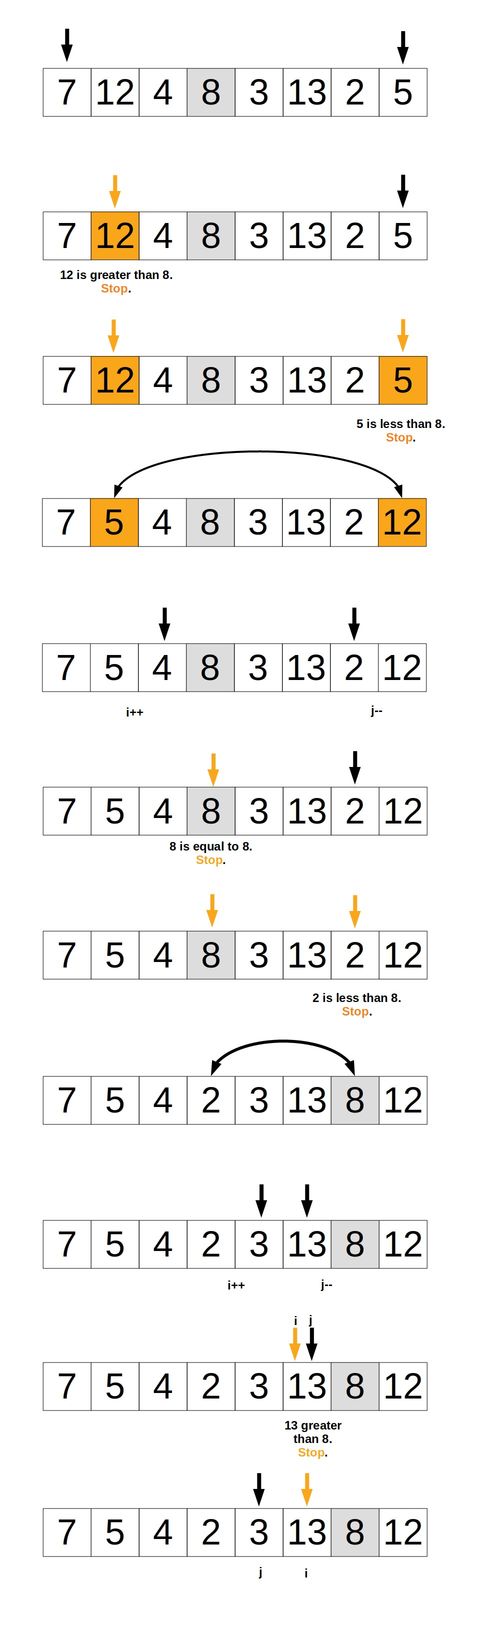 7 12 4 8 3 13 2 5
7 12 4 8 3 13 2 5
12 is greater than 8.
Stop.
7 12 4 8 3 13 2 5
5 is less than 8.
Stop.
7 5 4 8 3 13 2 12
7 5 4 8 3 13 2 12
i++ j--
7 5 4 8 3 13 2 12
8 is equal to 8.
Stop.
7 5 4 8 3 13 2 12
2 is less than 8.
Stop.
7 5 4 2 3 13 8 12
7 5 4 2 3 13 8 12
i++ j--
i j
7 5 4 2 3 13 8 12
13 greater
than 8.
Stop.
7 5 4 2 3 13 8 12
j i